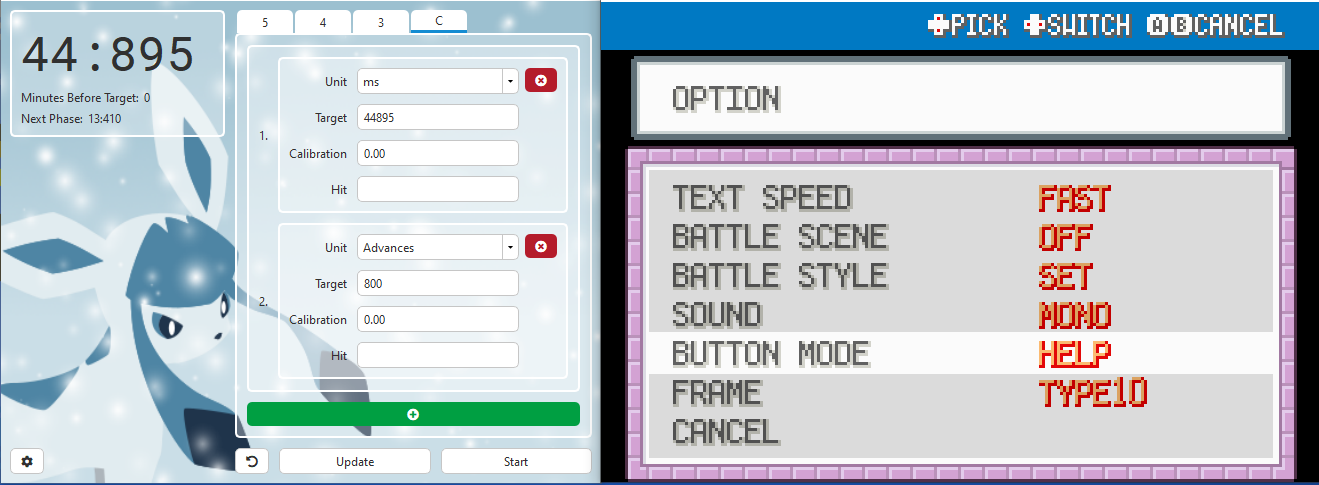 44:895
Minutes Before Target: 0
Next Phase: 13:410
5 4 3 C
1.
Unit ms
Target 44895
Calibration 0.00
Hit
2.
Unit Advances
Target 800
Calibration 0.00
Hit
Update Start
PICK SWITCH A B CANCEL
OPTION
TEXT SPEED FAST
BATTLE SCENE OFF
BATTLE STYLE SET
SOUND MONO
BUTTON MODE HELP
FRAME TYPE10
CANCEL